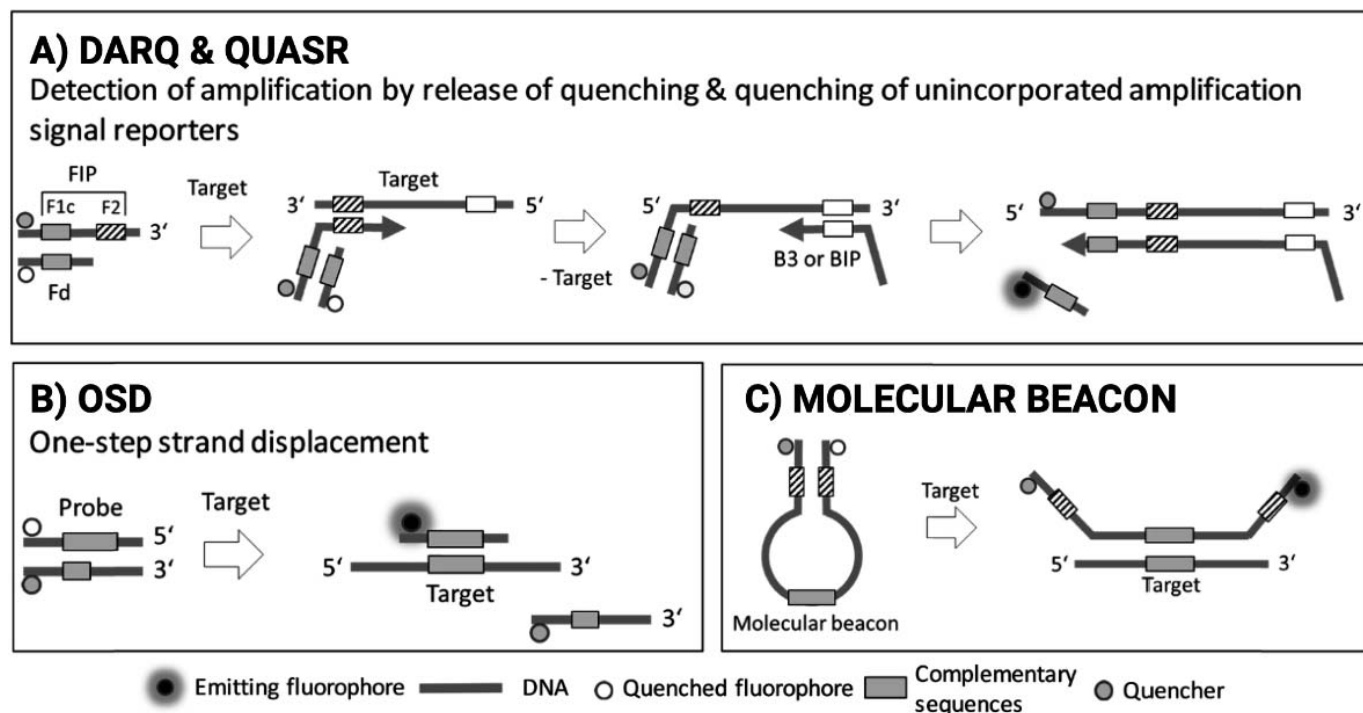 A) DARQ & QUASR
Detection of amplification by release of quenching & quenching of unincorporated amplification
signal reporters
FIP
F1c F2
3‘
Fd
Target
3‘ Target 5‘
- Target
5‘ 3‘
B3 or BIP
5‘ 3‘
B) OSD
One-step strand displacement
Probe
5‘
3‘
Target
5‘ 3‘
Target
3‘
C) MOLECULAR BEACON
Molecular beacon
Target
5‘ 3‘
Target
Emitting fluorophore DNA Quenched fluorophore Complementary
sequences Quencher